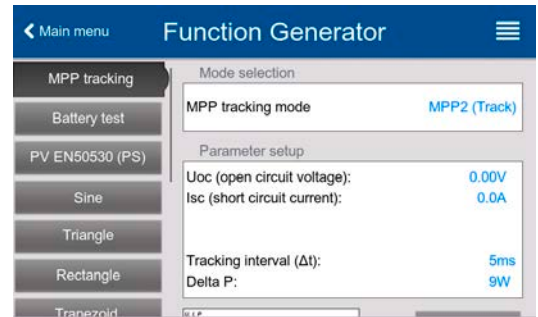 Main menu
Function Generator
MPP tracking
Battery test
PV EN50530 (PS)
Sine
Triangle
Rectangle
Trapezoid
Mode selection
MPP tracking mode MPP2 (Track)
Parameter setup
Uoc (open circuit voltage): 0.00V
Isc (short circuit current): 0.0A
Tracking interval (Δt): 5ms
Delta P: 9W